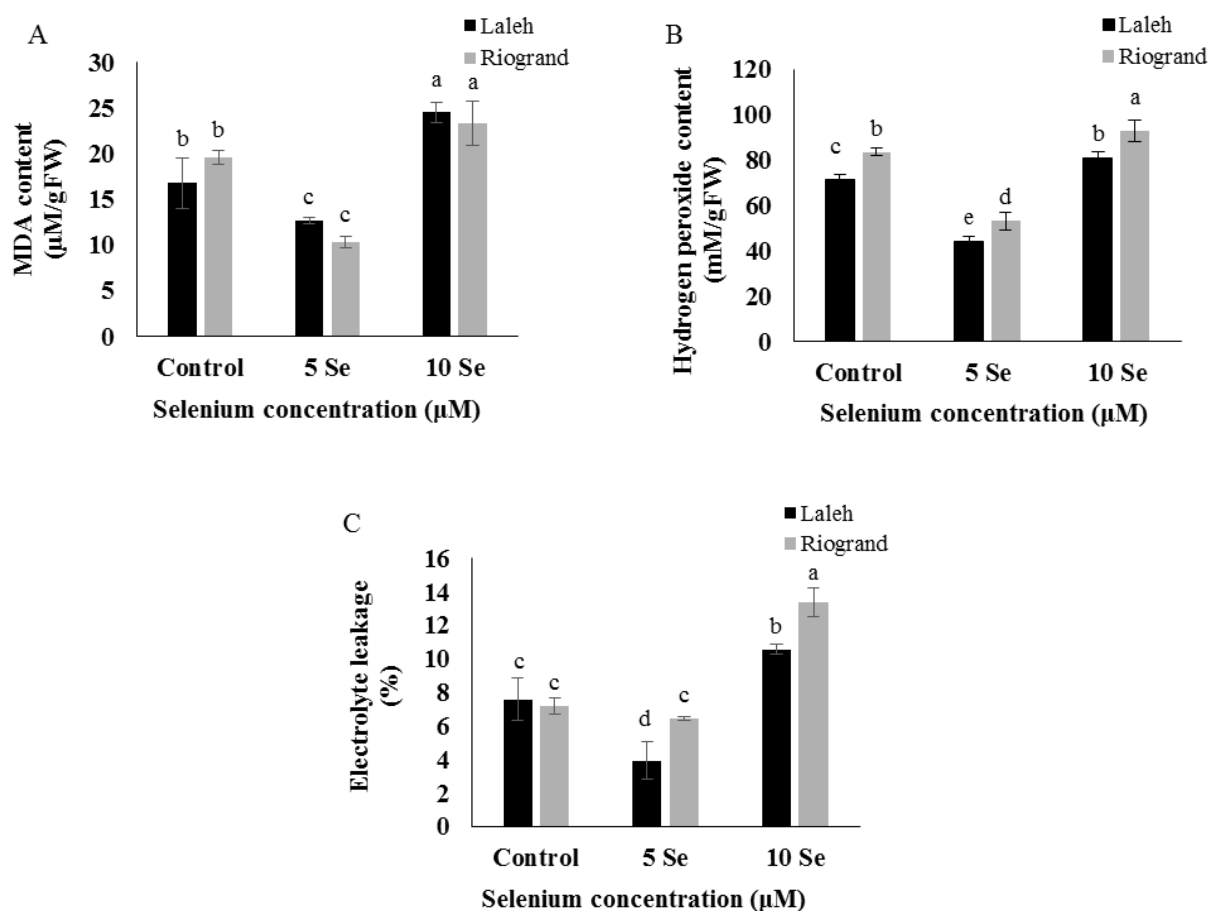 A
Laleh
Riogrand
30
25
20
15
10
5
0
MDA content
(µM/gFW)
b
b
c
c
a
a
Control
5 Se
10 Se
Selenium concentration (µM)
B
Laleh
Riogrand
120
100
80
60
40
20
0
Hydrogen peroxide content
(mM/gFW)
c
b
e
d
b
a
Control
5 Se
10 Se
Selenium concentration (µM)
C
Laleh
Riogrand
16
14
12
10
8
6
4
2
0
Electrolyte leakage
(%)
c
c
d
c
b
a
Control
5 Se
10 Se
Selenium concentration (µM)